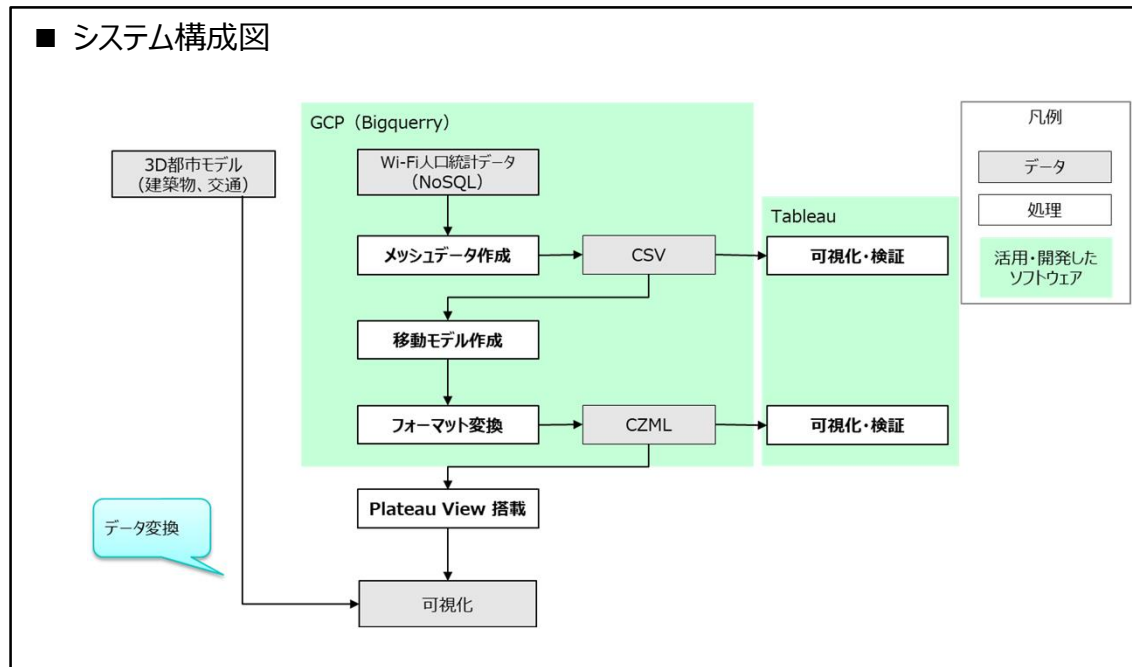 ■ システム構成図
GCP（Bigquerry）
3D都市モデル
（建築物、交通）
Wi-Fi人口統計データ
（NoSQL）
メッシュデータ作成
CSV
移動モデル作成
フォーマット変換
CZML
Plateau View 搭載
可視化
データ変換
Tableau
可視化・検証
可視化・検証
凡例
データ
処理
活用・開発した
ソフトウェア